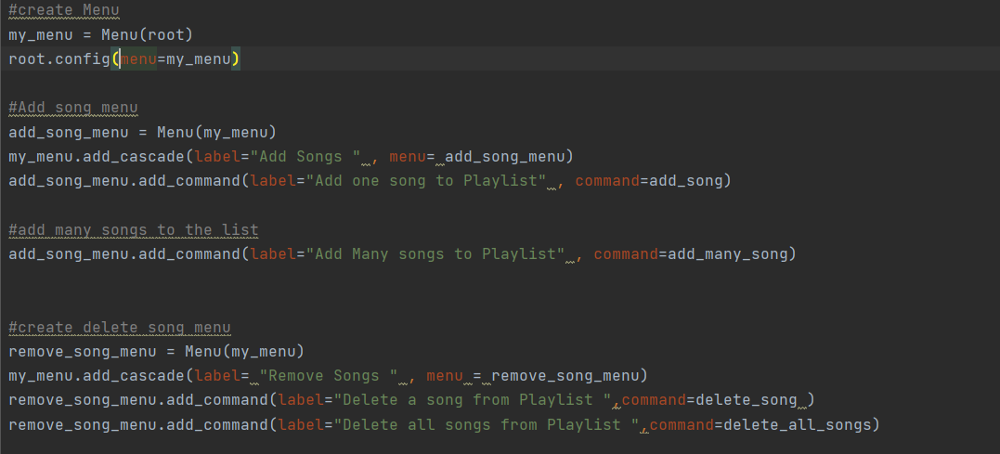 #create Menu
my_menu = Menu(root)
root.config(menu=my_menu)
#Add song menu
add_song_menu = Menu(my_menu)
my_menu.add_cascade(label="Add Songs " , menu= add_song_menu)
add_song_menu.add_command(label="Add one song to Playlist" , command=add_song)
#add many songs to the list
add_song_menu.add_command(label="Add Many songs to Playlist" , command=add_many_song)
#create delete song menu
remove_song_menu = Menu(my_menu)
my_menu.add_cascade(label= "Remove Songs " , menu = remove_song_menu)
remove_song_menu.add_command(label="Delete a song from Playlist ",command=delete_song )
remove_song_menu.add_command(label="Delete all songs from Playlist ",command=delete_all_songs)